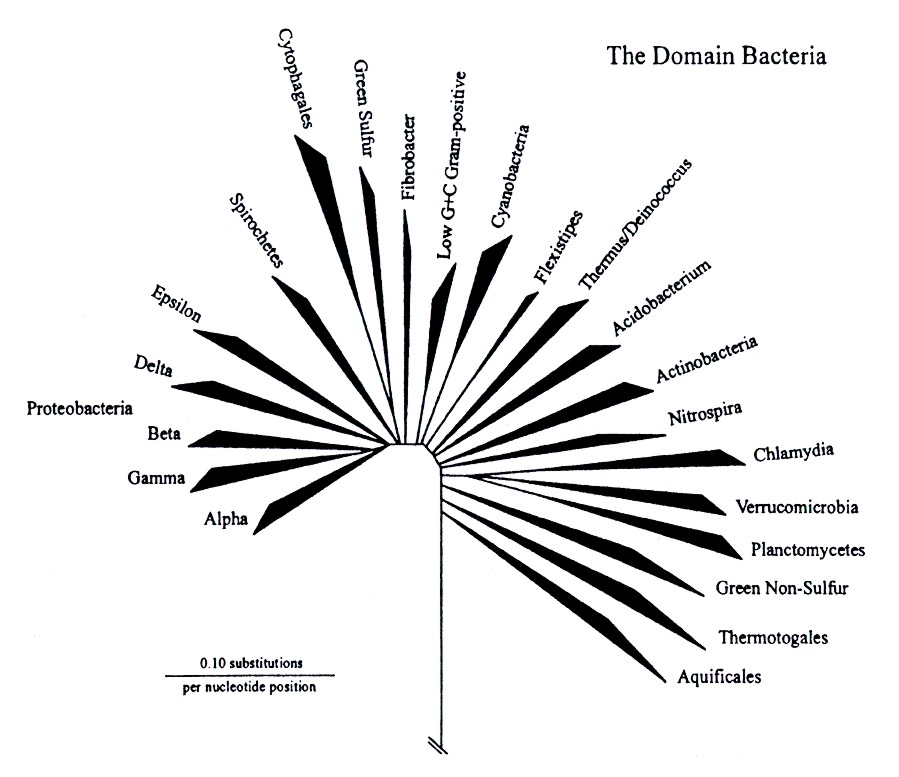 The Domain Bacteria
Cytophagales
Green Sulfur
Fibrobacter
Low G+C Gram-positive
Cyanobacteria
Flexistipes
Thermus/Deinococcus
Acidobacterium
Actinobacteria
Nitrospira
Chlamydia
Verrucomicrobia
Planctomycetes
Green Non-Sulfur
Thermotogales
Aquificales
Spirochetes
Epsilon
Delta
Proteobacteria
Beta
Gamma
Alpha
0.10 substitutions
per nucleotide position